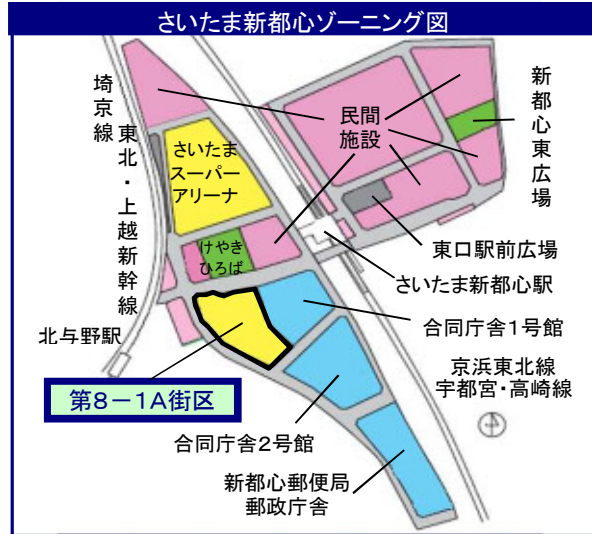 さいたま新都心ゾーニング図
埼京線
東北・上越新幹線
民間
施設
新都心東広場
さいたま
スーパー
アリーナ
けやき
ひろば
東口駅前広場
さいたま新都心駅
北与野駅
合同庁舎1号館
京浜東北線
宇都宮・高崎線
第8－1A街区
合同庁舎2号館
新都心郵便局
郵政庁舎